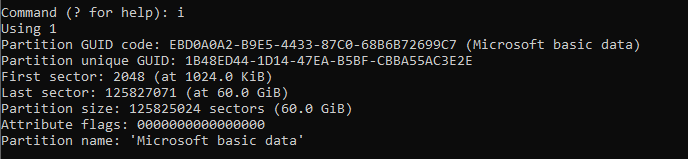 Command (? for help): i
Using 1
Partition GUID code: EBD0A0A2-B9E5-4433-87C0-68B6B72699C7 (Microsoft basic data)
Partition unique GUID: 1B48ED44-1D14-47EA-B5BF-CBBA55AC3E2E
First sector: 2048 (at 1024.0 KiB)
Last sector: 125827071 (at 60.0 GiB)
Partition size: 125825024 sectors (60.0 GiB)
Attribute flags: 0000000000000000
Partition name: 'Microsoft basic data'